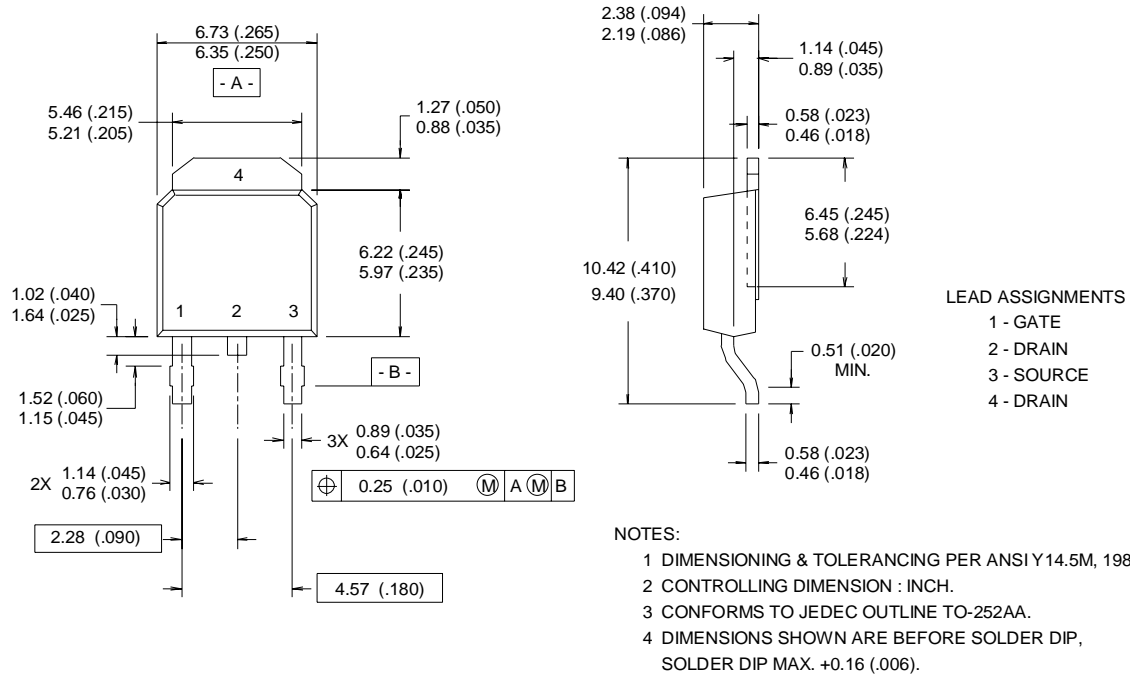 6.73 (.265)
6.35 (.250)
- A -
5.46 (.215)
5.21 (.205)
1.27 (.050)
0.88 (.035)
4
6.22 (.245)
5.97 (.235)
1.02 (.040)
1.64 (.025)
1 2 3
- B -
1.52 (.060)
1.15 (.045)
3X 0.89 (.035)
0.64 (.025)
2X 1.14 (.045)
0.76 (.030)
⌖ 0.25 (.010) Ⓜ A Ⓜ B
2.28 (.090)
4.57 (.180)
2.38 (.094)
2.19 (.086)
1.14 (.045)
0.89 (.035)
0.58 (.023)
0.46 (.018)
6.45 (.245)
5.68 (.224)
10.42 (.410)
9.40 (.370)
0.51 (.020)
MIN.
0.58 (.023)
0.46 (.018)
LEAD ASSIGNMENTS
1 - GATE
2 - DRAIN
3 - SOURCE
4 - DRAIN
NOTES:
1 DIMENSIONING & TOLERANCING PER ANSI Y14.5M, 198
2 CONTROLLING DIMENSION : INCH.
3 CONFORMS TO JEDEC OUTLINE TO-252AA.
4 DIMENSIONS SHOWN ARE BEFORE SOLDER DIP,
SOLDER DIP MAX. +0.16 (.006).